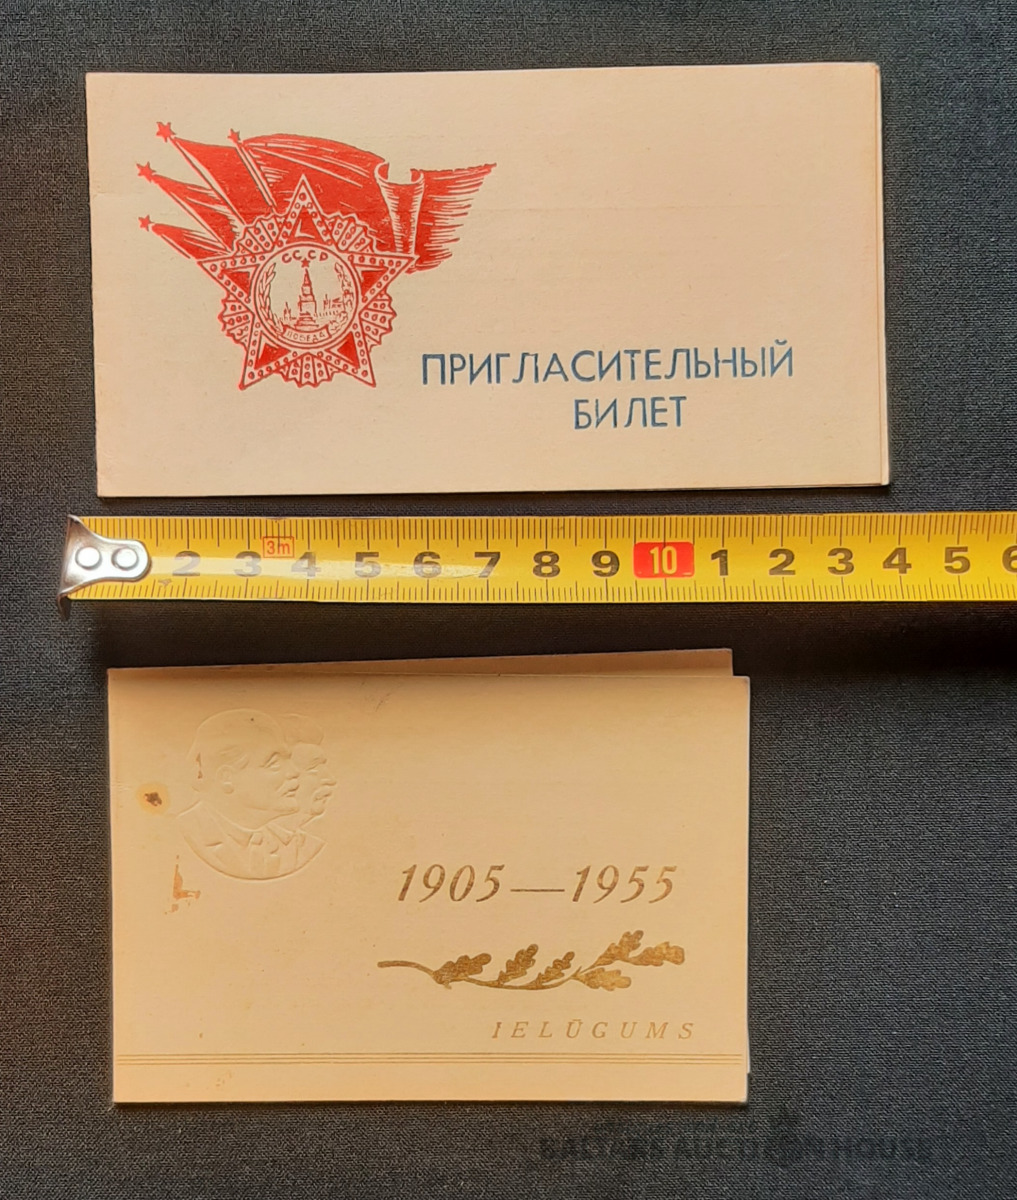 СССР
ПОБЕДА
ПРИГЛАСИТЕЛЬНЫЙ
БИЛЕТ
3m
2 3 4 5 6 7 8 9 10 1 2 3 4 5 6
1905—1955
IELŪGUMS